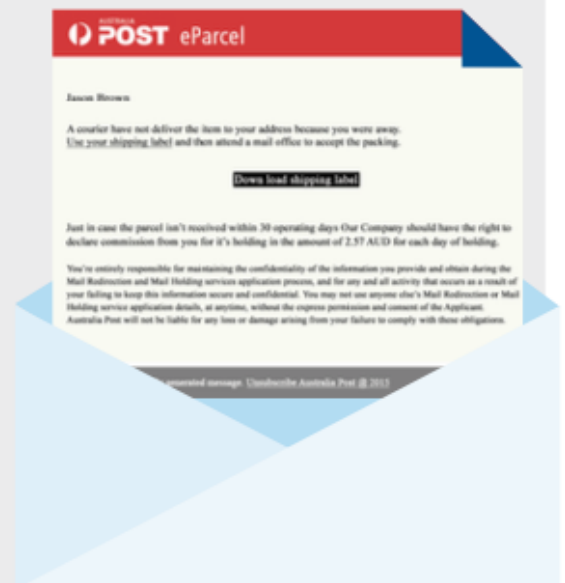 AUSTRALIA
POST eParcel
Jason Brown
A courier have not deliver the item to your address because you were away.
Use your shipping label and then attend a mail office to accept the packing.
Down load shipping label
Just in case the parcel isn't received within 30 operating days Our Company should have the right to
declare commission from you for it's holding in the amount of 2.57 AUD for each day of holding.
You're entirely responsible for maintaining the confidentiality of the information you provide and obtain during the
Mail Redirection and Mail Holding services application process, and for any and all activity that occurs as a result of
your failing to keep this information secure and confidential. You may not use anyone else's Mail Redirection or Mail
Holding service application details, at anytime, without the express permission and consent of the Applicant.
Australia Post will not be liable for any loss or damage arising from your failure to comply with these obligations.
generated message. Unsubscribe Australia Post @ 2015